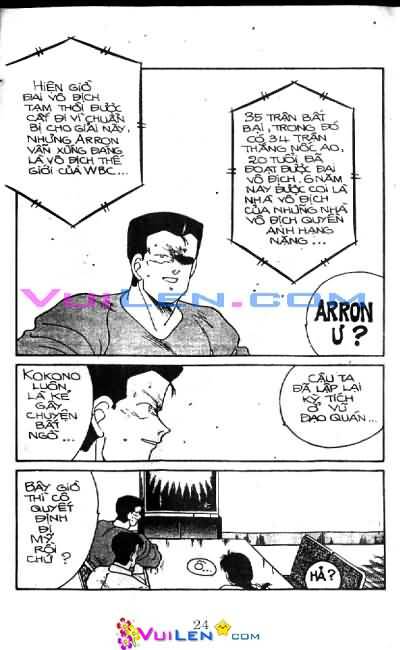 HIỆN GIỜ
ĐAI VÔ ĐỊCH
TẠM THỜI ĐƯỢC
CẤT ĐI VÌ CHUẨN
BỊ CHO GIẢI NÀY,
NHƯNG ARRON
VẪN XỨNG ĐÁNG
LÀ VÔ ĐỊCH THẾ
GIỚI CỦA WBC...
35 TRẬN BẤT
BẠI, TRONG ĐÓ
CÓ 34 TRẬN
THẮNG NỐC AO,
20 TUỔI ĐÃ
ĐOẠT ĐƯỢC ĐAI
VÔ ĐỊCH, 6 NĂM
NAY ĐƯỢC COI LÀ
NHÀ VÔ ĐỊCH
CỦA NHỮNG NHÀ
VÔ ĐỊCH QUYỀN
ANH HẠNG
NẶNG...
ARRON
Ư?
VUILEN.COM
KOKONO
LUÔN
LÀ KẺ
GÂY
CHUYỆN
BẤT
NGỜ...
CẬU TA
ĐÃ LẬP LẠI
KỲ TÍCH
Ở VŨ
ĐẠO QUÁN...
BÂY GIỜ
THÌ CÓ
QUYẾT
ĐỊNH
ĐI
MỸ
RỒI
CHỨ?
Ờ...
HẢ?
24
VUILEN.COM